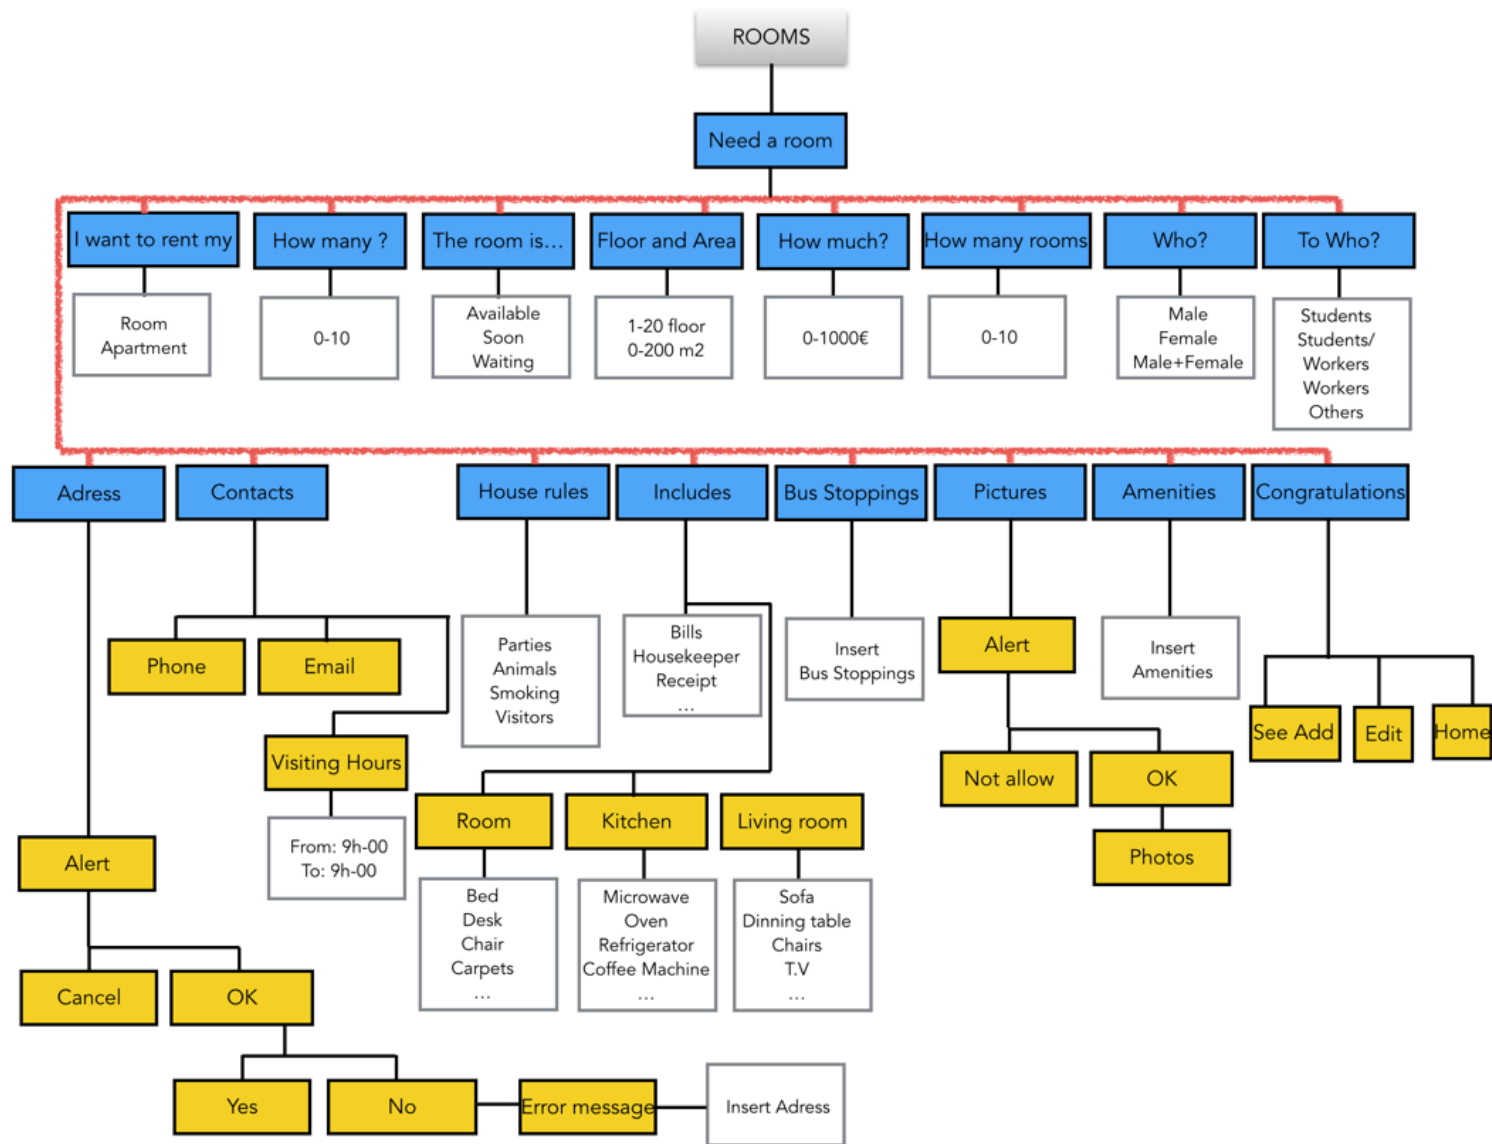 ROOMS
Need a room
I want to rent my
How many ?
The room is...
Floor and Area
How much?
How many rooms
Who?
To Who?
Room
Apartment
0-10
Available
Soon
Waiting
1-20 floor
0-200 m2
0-1000€
0-10
Male
Female
Male+Female
Students
Students/
Workers
Workers
Others
Adress
Contacts
House rules
Includes
Bus Stoppings
Pictures
Amenities
Congratulations
Phone
Email
Parties
Animals
Smoking
Visitors
Bills
Housekeeper
Receipt
...
Insert
Bus Stoppings
Alert
Insert
Amenities
Visiting Hours
Not allow
OK
See Add
Edit
Home
From: 9h-00
To: 9h-00
Room
Kitchen
Living room
Photos
Alert
Bed
Desk
Chair
Carpets
...
Microwave
Oven
Refrigerator
Coffee Machine
...
Sofa
Dinning table
Chairs
T.V
...
Cancel
OK
Yes
No
Error message
Insert Adress